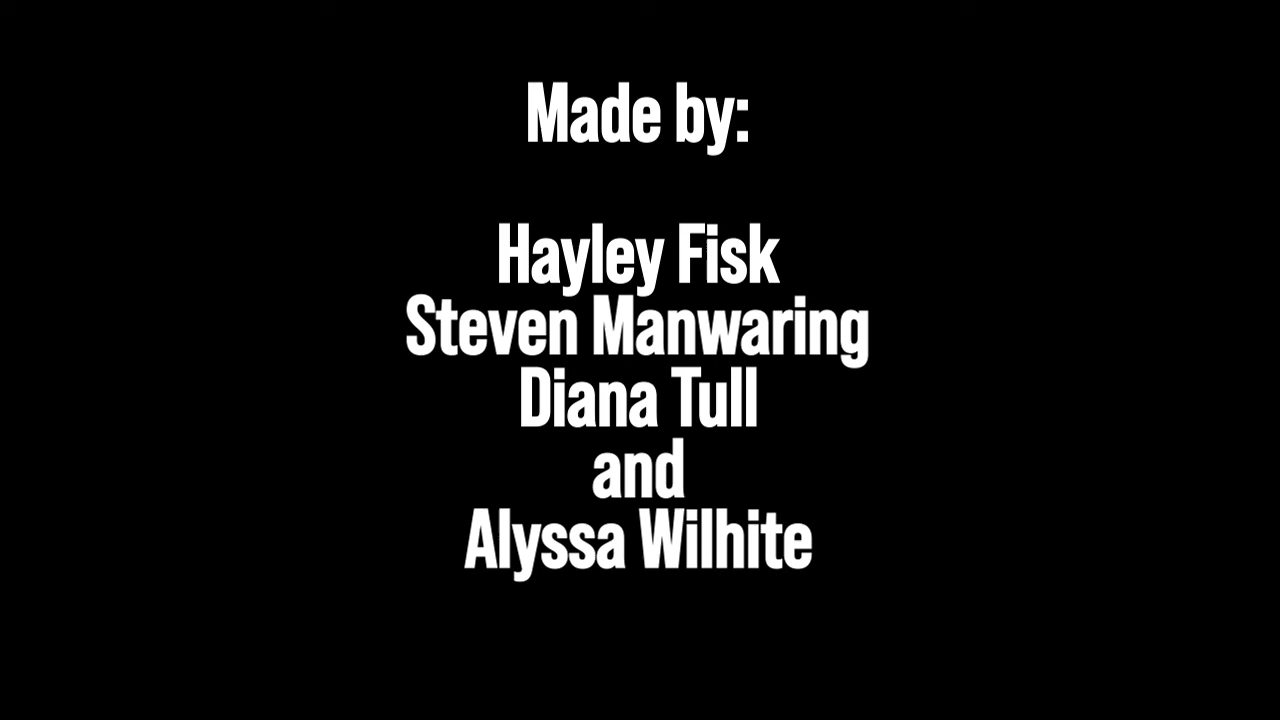 Made by:
Hayley Fisk
Steven Manwaring
Diana Tull
and
Alyssa Wilhite